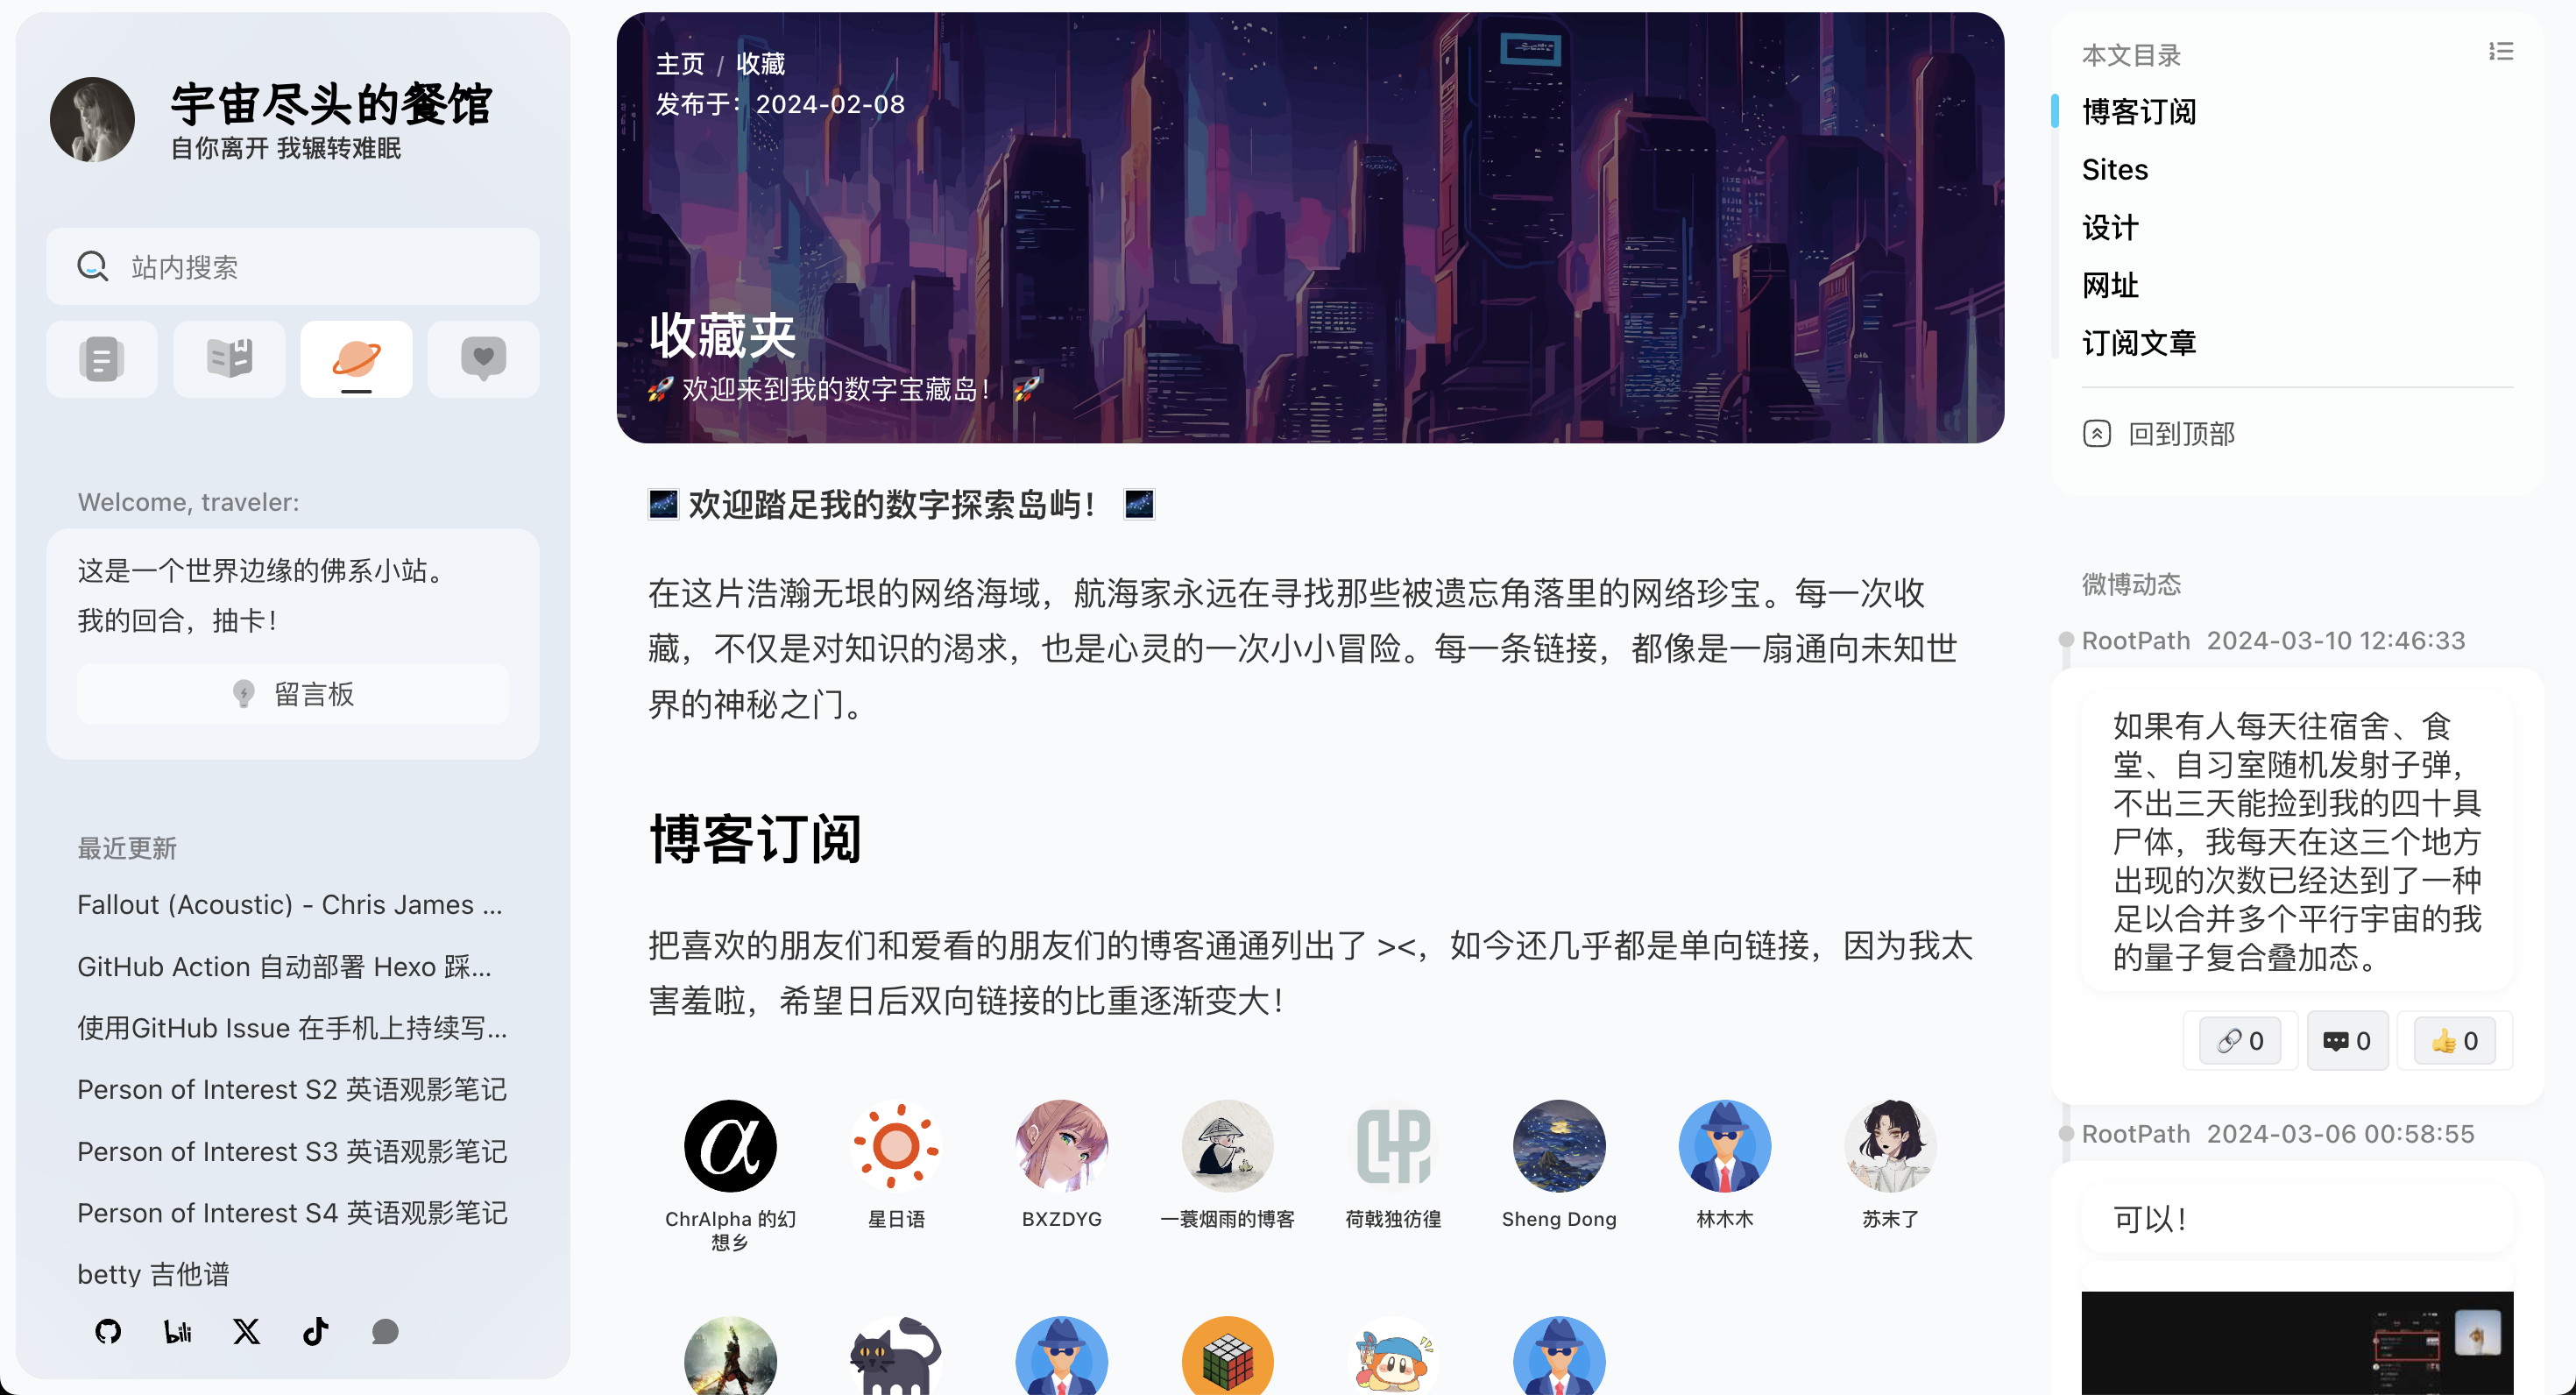 宇宙尽头的餐馆
自你离开 我辗转难眠
站内搜索
Welcome, traveler:
这是一个世界边缘的佛系小站。
我的回合，抽卡！
留言板
最近更新
Fallout (Acoustic) - Chris James ...
GitHub Action 自动部署 Hexo 踩...
使用GitHub Issue 在手机上持续写...
Person of Interest S2 英语观影笔记
Person of Interest S3 英语观影笔记
Person of Interest S4 英语观影笔记
betty 吉他谱
主页 / 收藏
发布于：2024-02-08
收藏夹
🚀 欢迎来到我的数字宝藏岛！ 🚀
🌌 欢迎踏足我的数字探索岛屿！ 🌌
在这片浩瀚无垠的网络海域，航海家永远在寻找那些被遗忘角落里的网络珍宝。每一次收
藏，不仅是对知识的渴求，也是心灵的一次小小冒险。每一条链接，都像是一扇通向未知世
界的神秘之门。
博客订阅
把喜欢的朋友们和爱看的朋友们的博客通通列出了 ><，如今还几乎都是单向链接，因为我太
害羞啦，希望日后双向链接的比重逐渐变大！
ChrAlpha 的幻
想乡
星日语
BXZDYG
一蓑烟雨的博客
荷戟独彷徨
Sheng Dong
林木木
苏末了
本文目录
博客订阅
Sites
设计
网址
订阅文章
回到顶部
微博动态
RootPath 2024-03-10 12:46:33
如果有人每天往宿舍、食
堂、自习室随机发射子弹，
不出三天能捡到我的四十具
尸体，我每天在这三个地方
出现的次数已经达到了一种
足以合并多个平行宇宙的我
的量子复合叠加态。
🔗 0 💬 0 👍 0
RootPath 2024-03-06 00:58:55
可以！